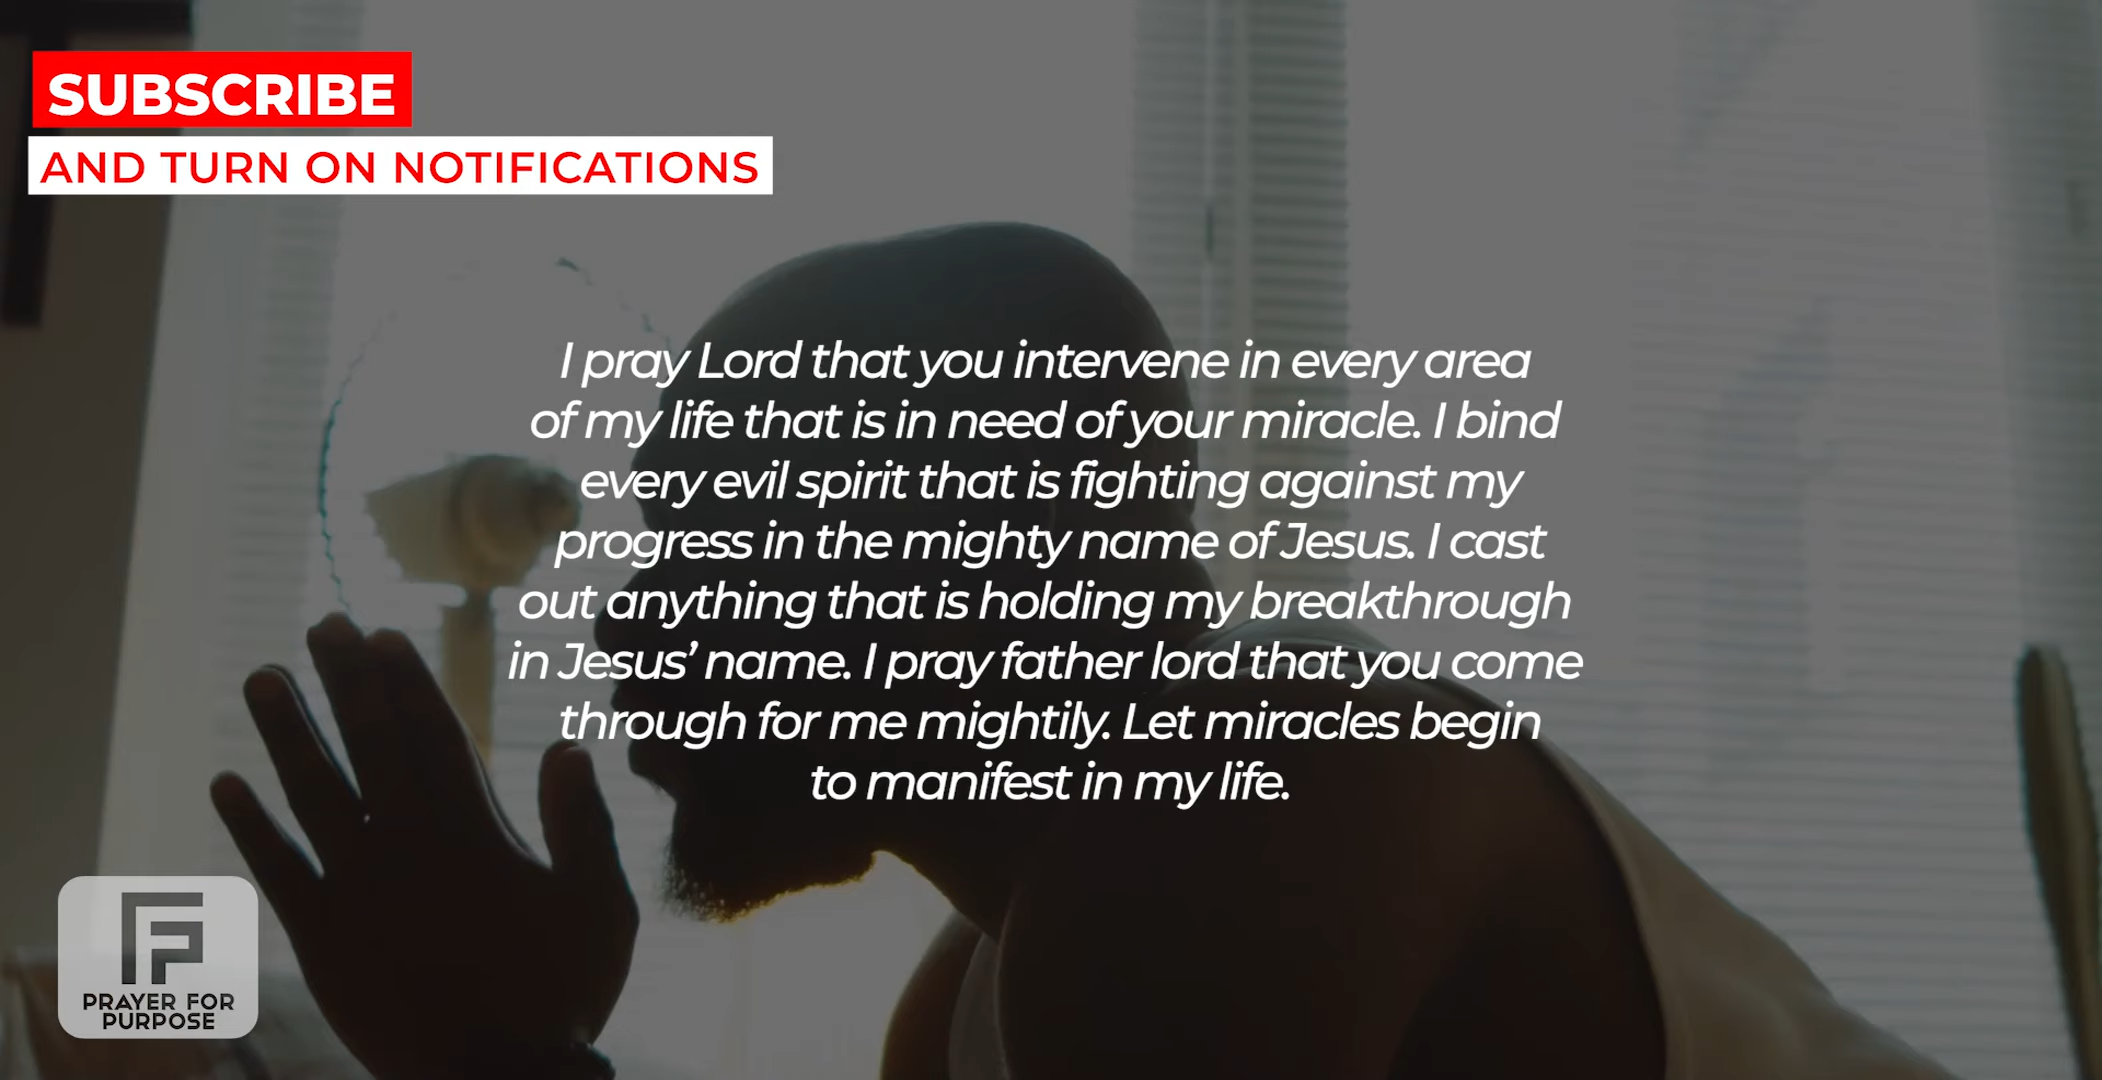 SUBSCRIBE
AND TURN ON NOTIFICATIONS
I pray Lord that you intervene in every area
of my life that is in need of your miracle. I bind
every evil spirit that is fighting against my
progress in the mighty name of Jesus. I cast
out anything that is holding my breakthrough
in Jesus’ name. I pray father lord that you come
through for me mightily. Let miracles begin
to manifest in my life.
PRAYER FOR
PURPOSE